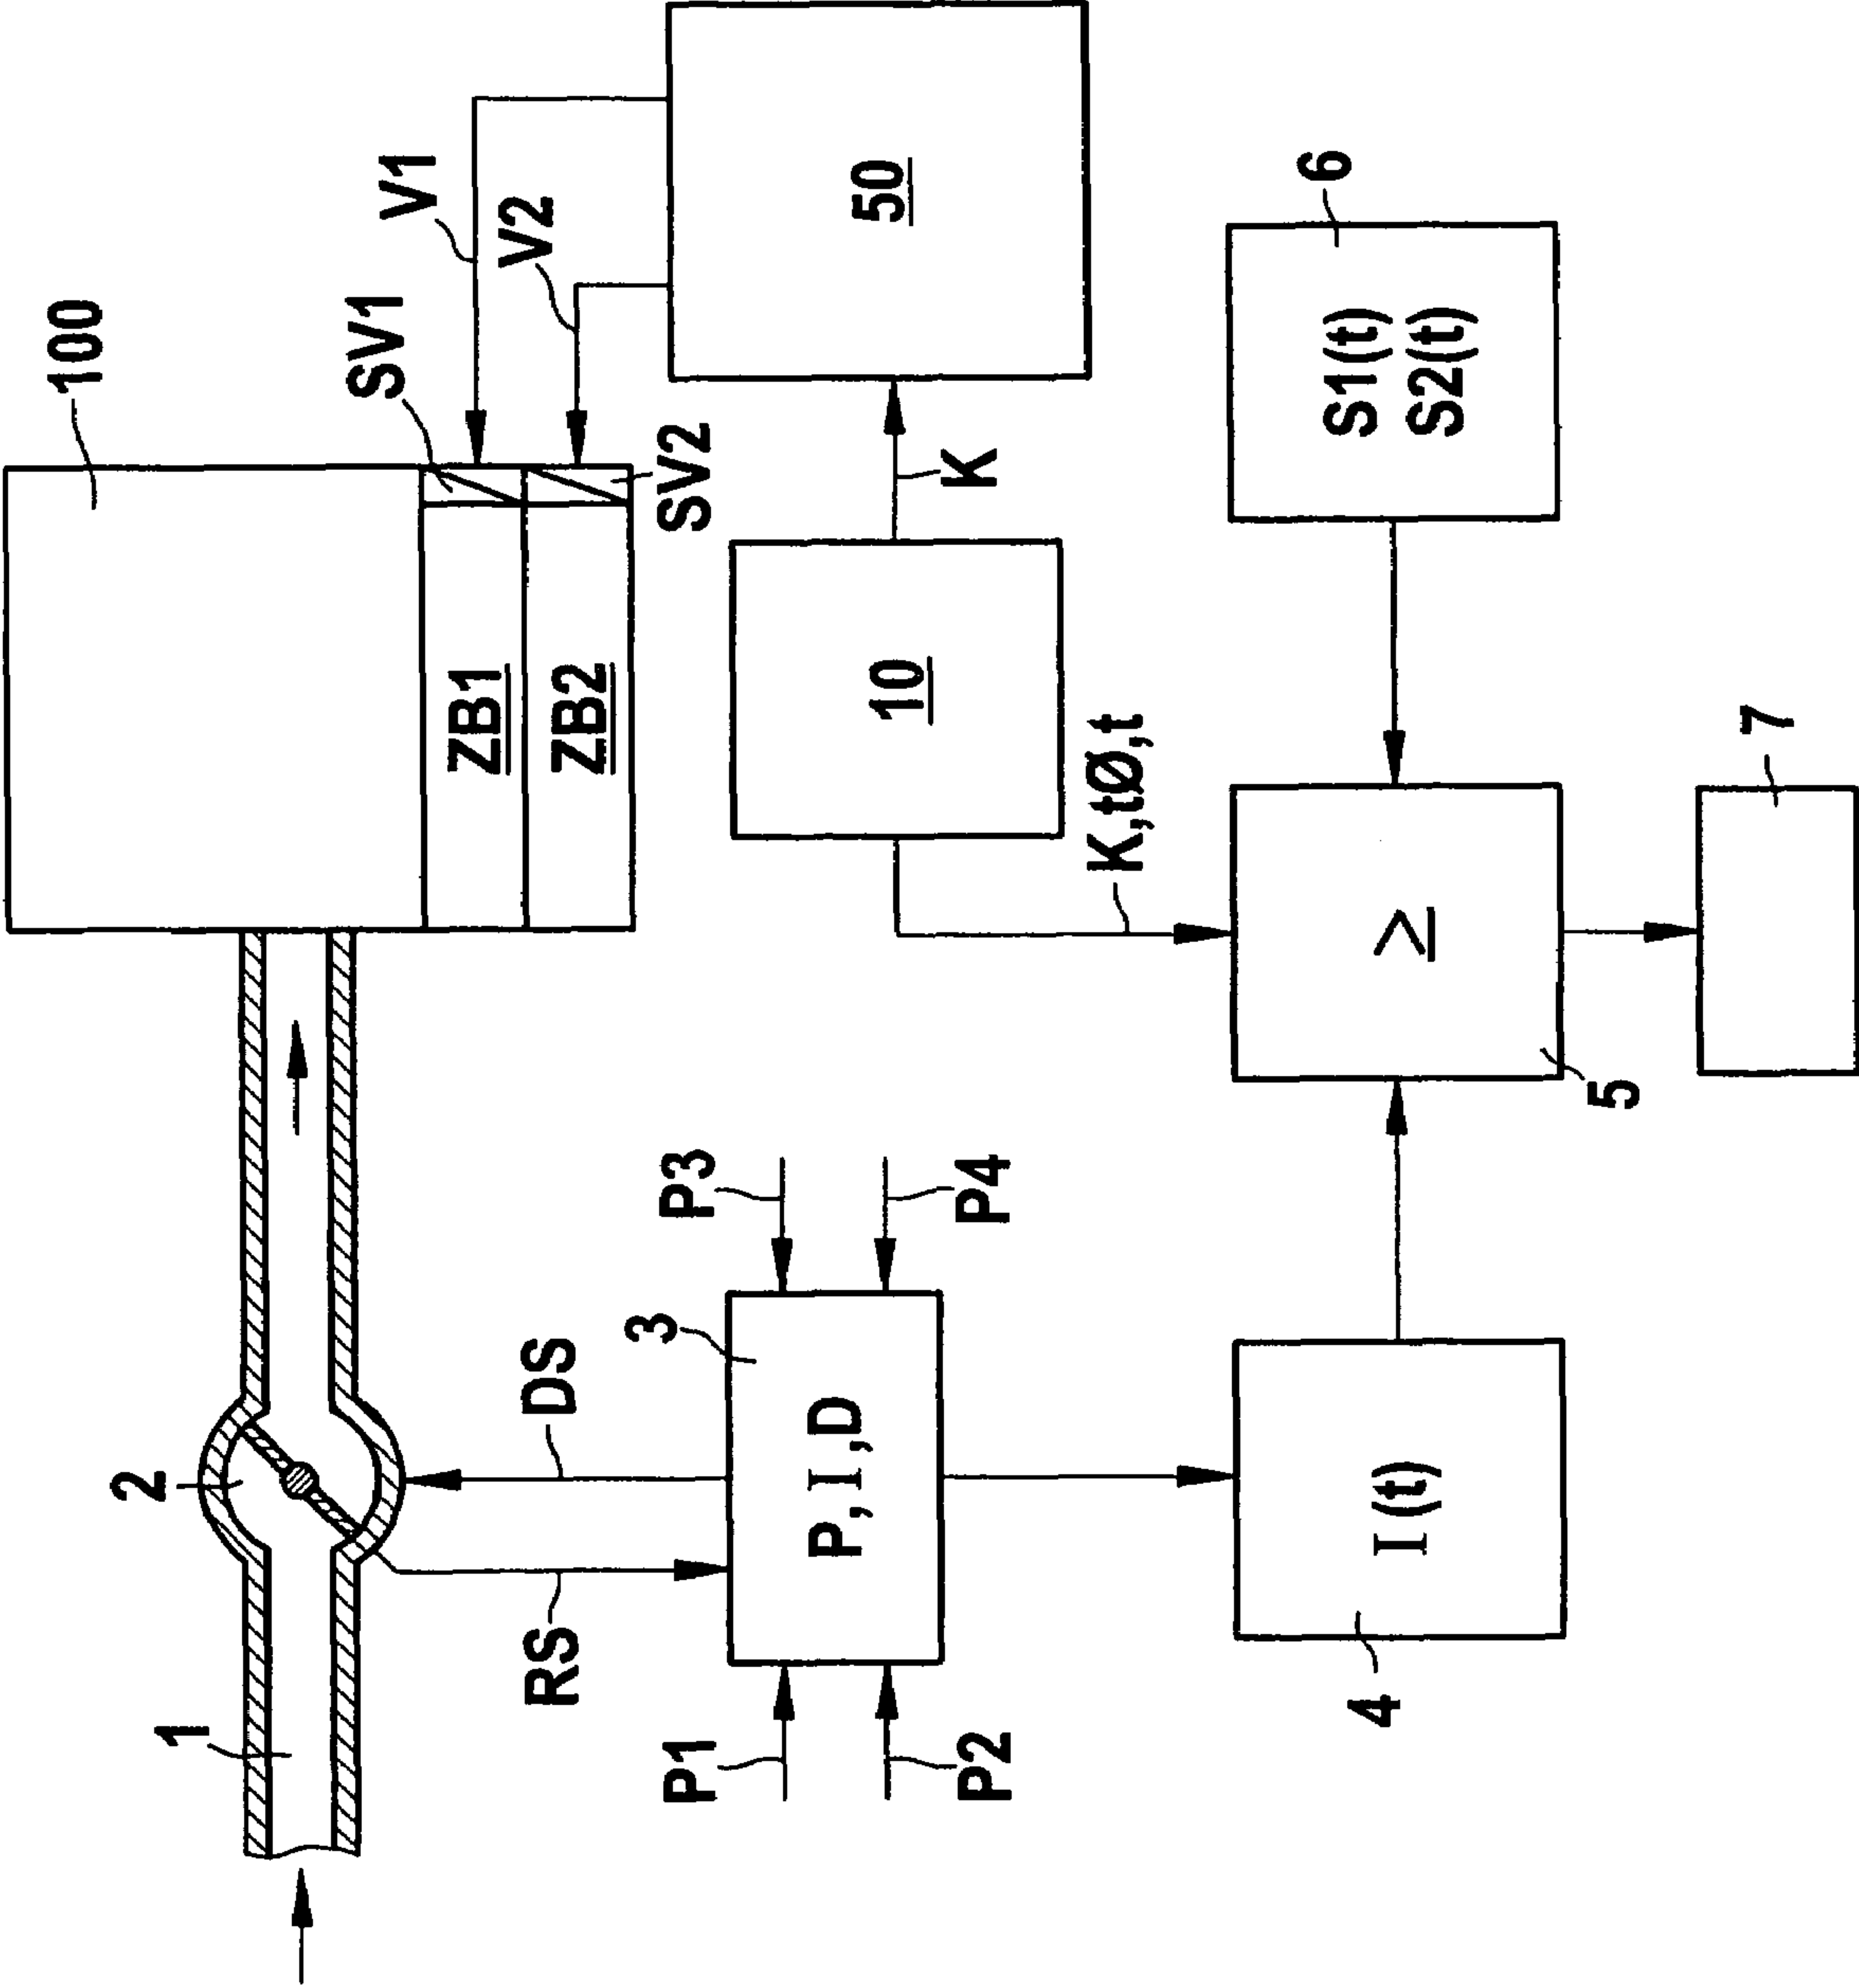 100
V1
SV1
V2
SV2
ZB1
ZB2
50
10
K
K,tØ,t
6
S1(t)
S2(t)
≥
5
7
1
2
RS
DS
3
P,I,D
P1
P2
P3
P4
I(t)
4